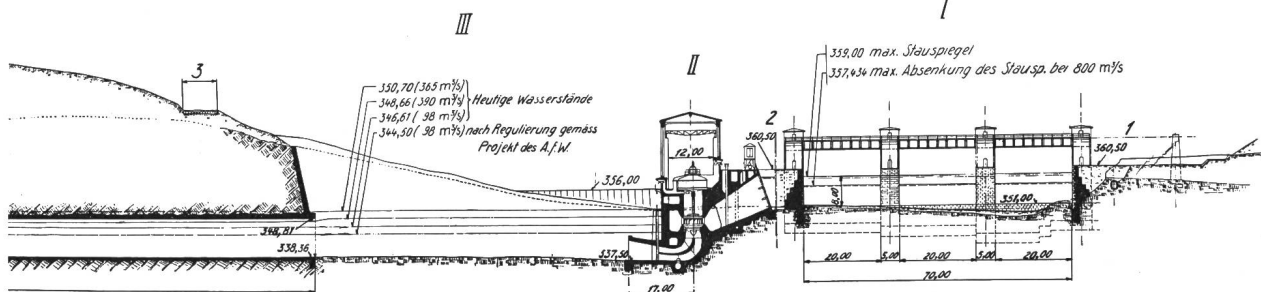 III
II
I
3
350,70 (365 m³/s)
348,66 (390 m³/s) Heutige Wasserstände
346,61 ( 98 m³/s)
344,50 ( 98 m³/s) nach Regulierung gemäss
Projekt des A.f.W.
359,00 max. Stauspiegel
357,434 max. Absenkung des Stausp. bei 800 m³/s
2
360,50
1
360,50
12,00
356,00
8,00
351,00
348,81
338,36
337,50
17,00
20,00 5,00 20,00 5,00 20,00
70,00